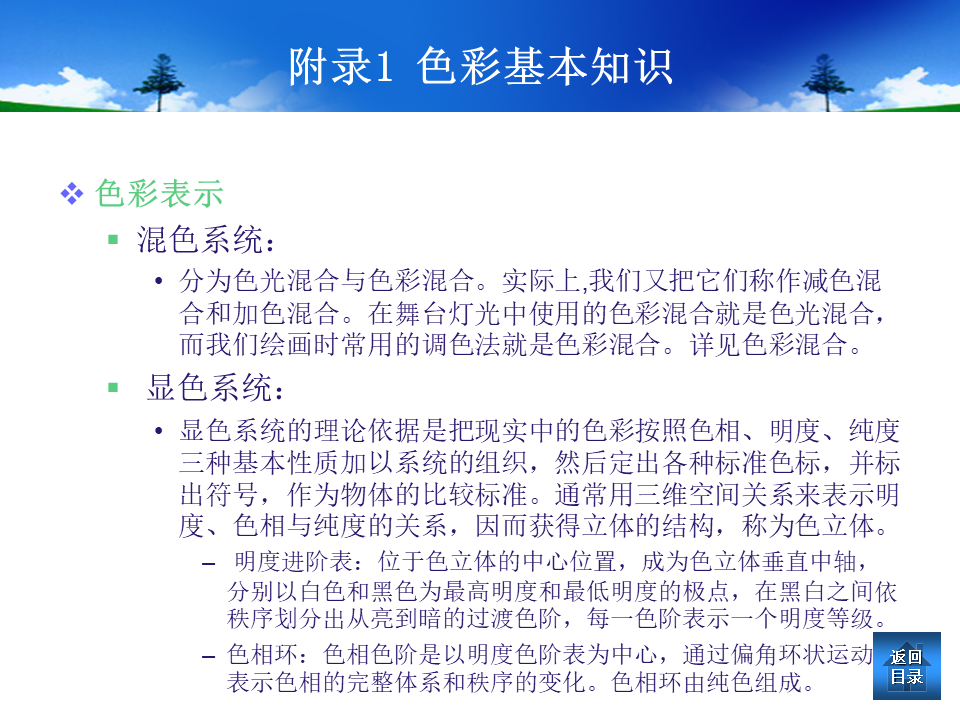 附录1 色彩基本知识
色彩表示
混色系统：
• 分为色光混合与色彩混合。实际上,我们又把它们称作减色混
合和加色混合。在舞台灯光中使用的色彩混合就是色光混合，
而我们绘画时常用的调色法就是色彩混合。详见色彩混合。
显色系统：
• 显色系统的理论依据是把现实中的色彩按照色相、明度、纯度
三种基本性质加以系统的组织，然后定出各种标准色标，并标
出符号，作为物体的比较标准。通常用三维空间关系来表示明
度、色相与纯度的关系，因而获得立体的结构，称为色立体。
– 明度进阶表：位于色立体的中心位置，成为色立体垂直中轴，
分别以白色和黑色为最高明度和最低明度的极点，在黑白之间依
秩序划分出从亮到暗的过渡色阶，每一色阶表示一个明度等级。
– 色相环：色相色阶是以明度色阶表为中心，通过偏角环状运动
表示色相的完整体系和秩序的变化。色相环由纯色组成。
返回
目录